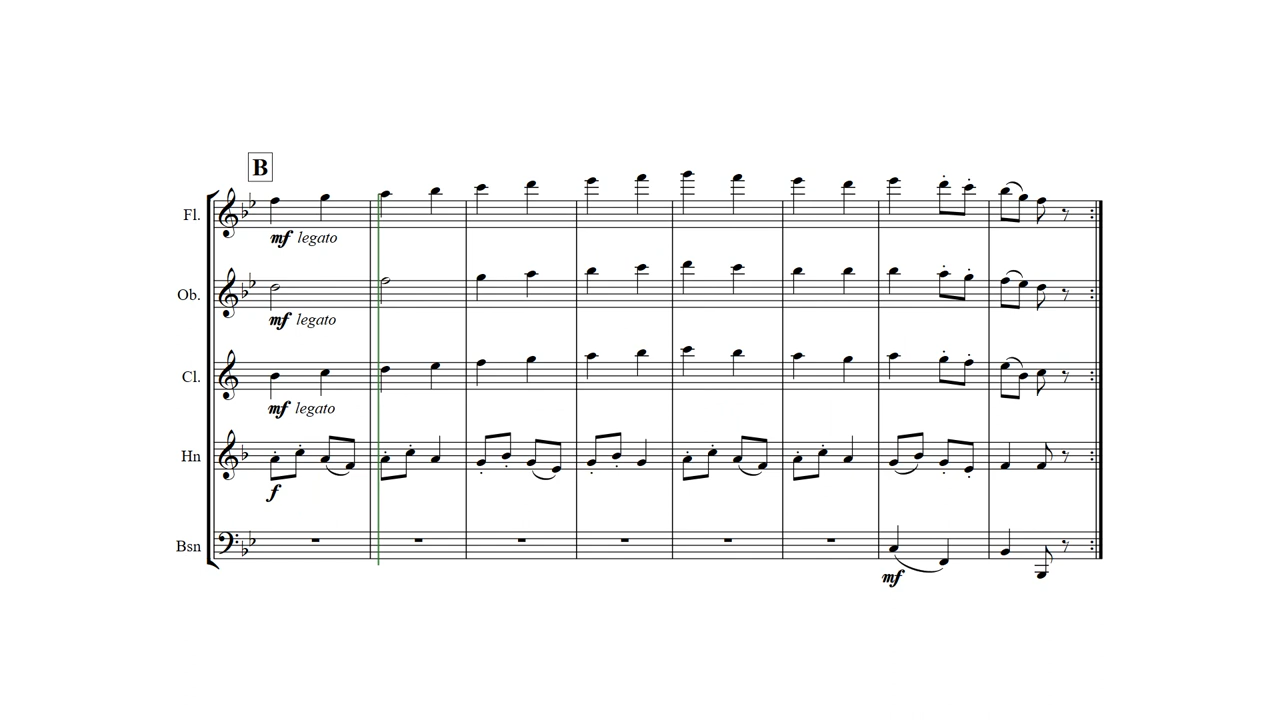 B
Fl.
mf legato
Ob.
mf legato
Cl.
mf legato
Hn
f
Bsn
mf